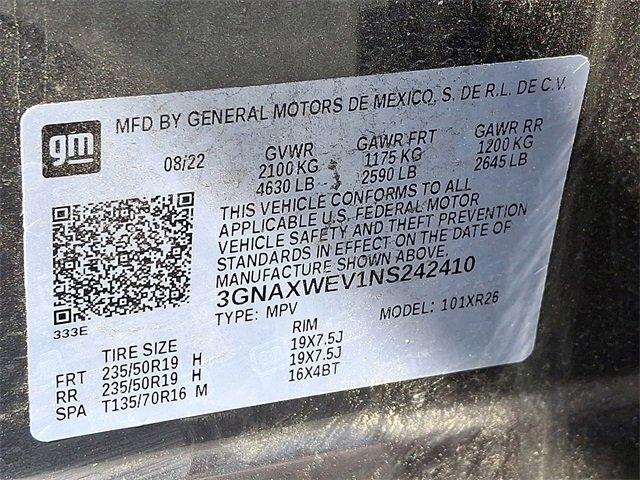 MFD BY GENERAL MOTORS DE MEXICO, S. DE R.L. DE C.V.
gm
08/22 GVWR GAWR FRT GAWR RR
2100 KG 1175 KG 1200 KG
4630 LB 2590 LB 2645 LB
THIS VEHICLE CONFORMS TO ALL
APPLICABLE U.S. FEDERAL MOTOR
VEHICLE SAFETY AND THEFT PREVENTION
STANDARDS IN EFFECT ON THE DATE OF
MANUFACTURE SHOWN ABOVE.
3GNAXWEV1NS242410
TYPE: MPV MODEL: 101XR26
333E
TIRE SIZE RIM
FRT 235/50R19 H 19X7.5J
RR 235/50R19 H 19X7.5J
SPA T135/70R16 M 16X4BT